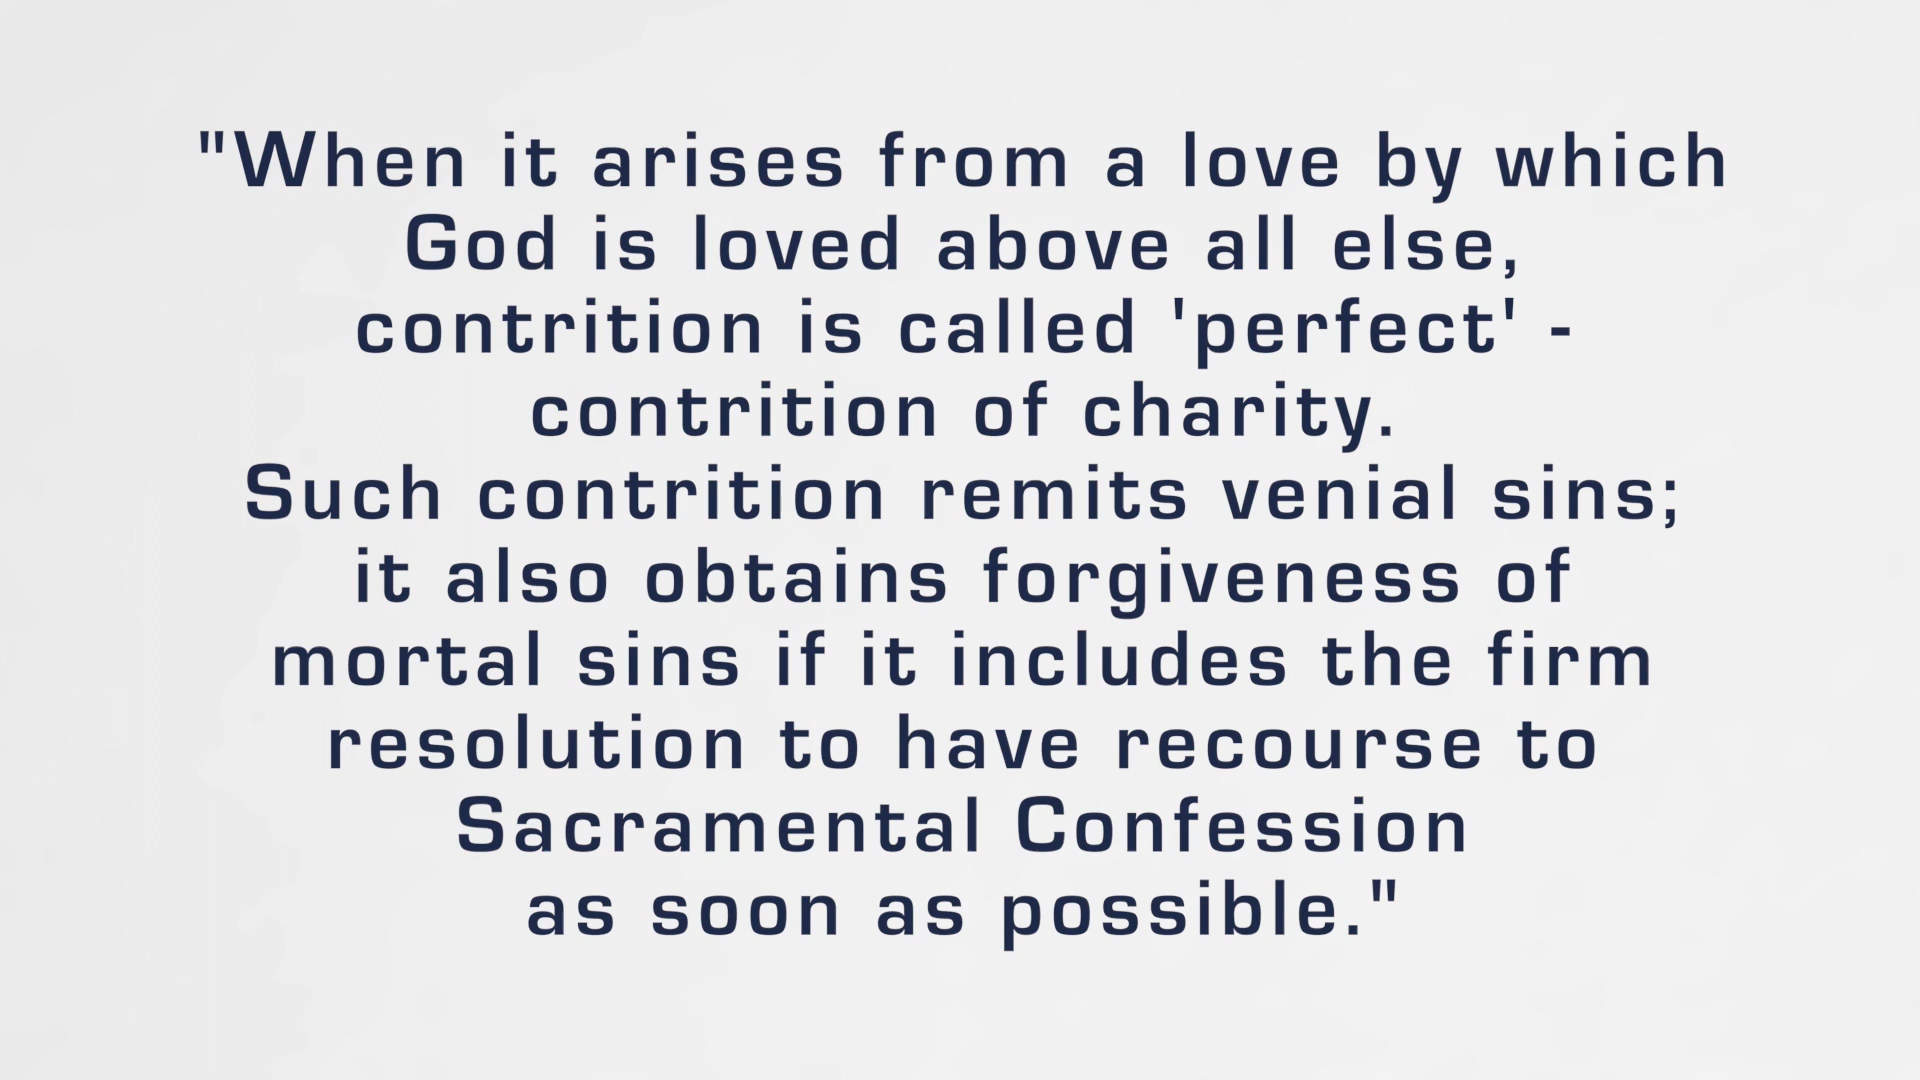 "When it arises from a love by which
God is loved above all else,
contrition is called 'perfect' -
contrition of charity.
Such contrition remits venial sins;
it also obtains forgiveness of
mortal sins if it includes the firm
resolution to have recourse to
Sacramental Confession
as soon as possible."